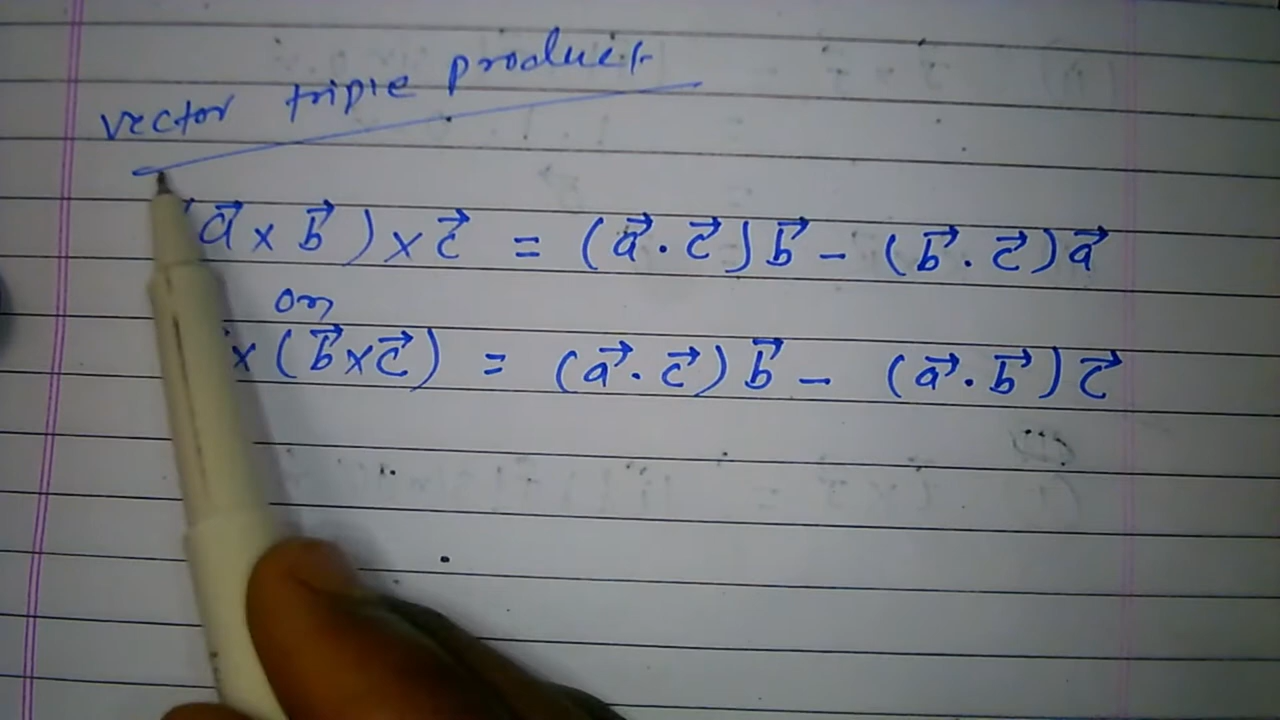 vector triple product
(a⃗ × b⃗) × c⃗ = (a⃗ . c⃗) b⃗ - (b⃗ . c⃗) a⃗
or
× (b⃗ × c⃗) = (a⃗ . c⃗) b⃗ - (a⃗ . b⃗) c⃗